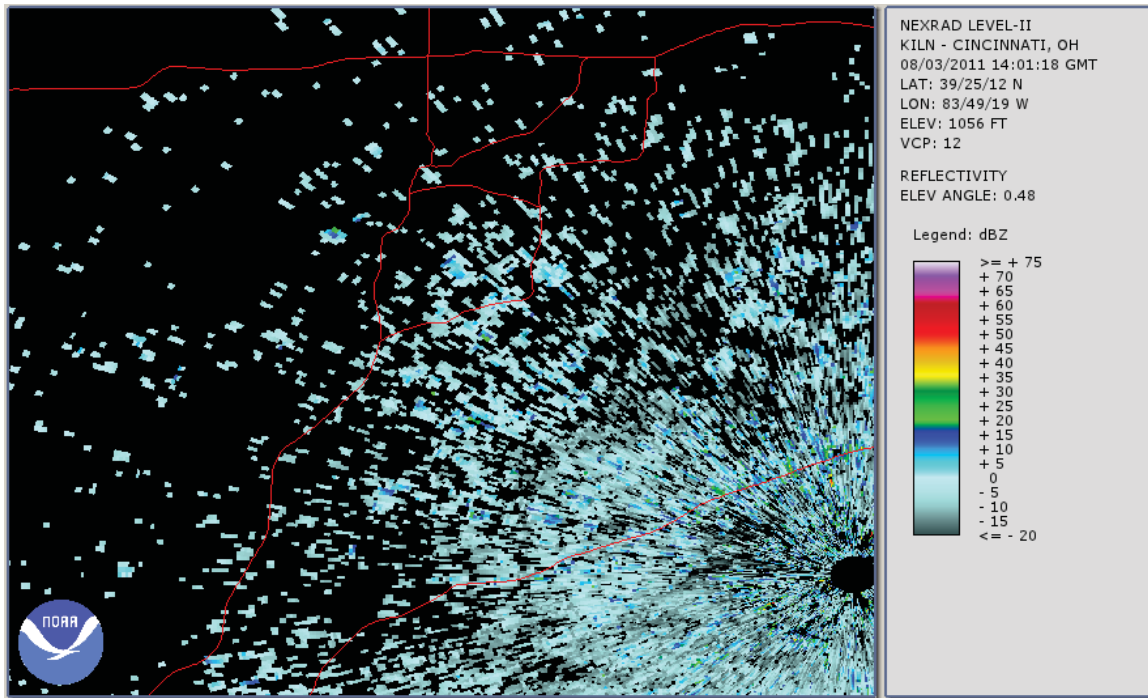 NEXRAD LEVEL-II
KILN - CINCINNATI, OH
08/03/2011 14:01:18 GMT
LAT: 39/25/12 N
LON: 83/49/19 W
ELEV: 1056 FT
VCP: 12
REFLECTIVITY
ELEV ANGLE: 0.48
Legend: dBZ
>= + 75
+ 70
+ 65
+ 60
+ 55
+ 50
+ 45
+ 40
+ 35
+ 30
+ 25
+ 20
+ 15
+ 10
+ 5
0
- 5
- 10
- 15
<= - 20
NOAA